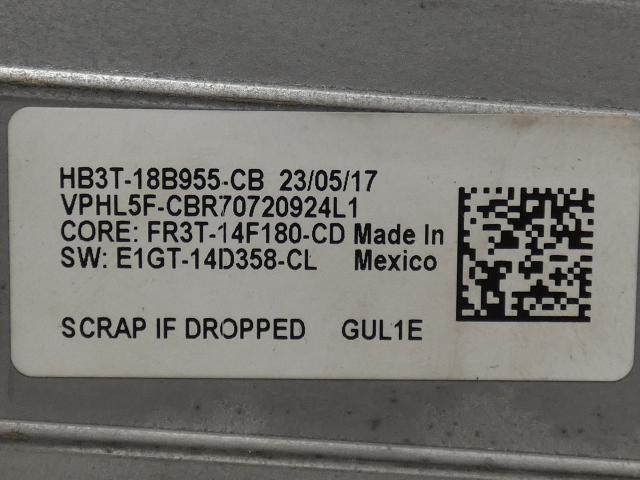 HB3T-18B955-CB 23/05/17
VPHL5F-CBR70720924L1
CORE: FR3T-14F180-CD Made In
SW: E1GT-14D358-CL Mexico
SCRAP IF DROPPED GUL1E